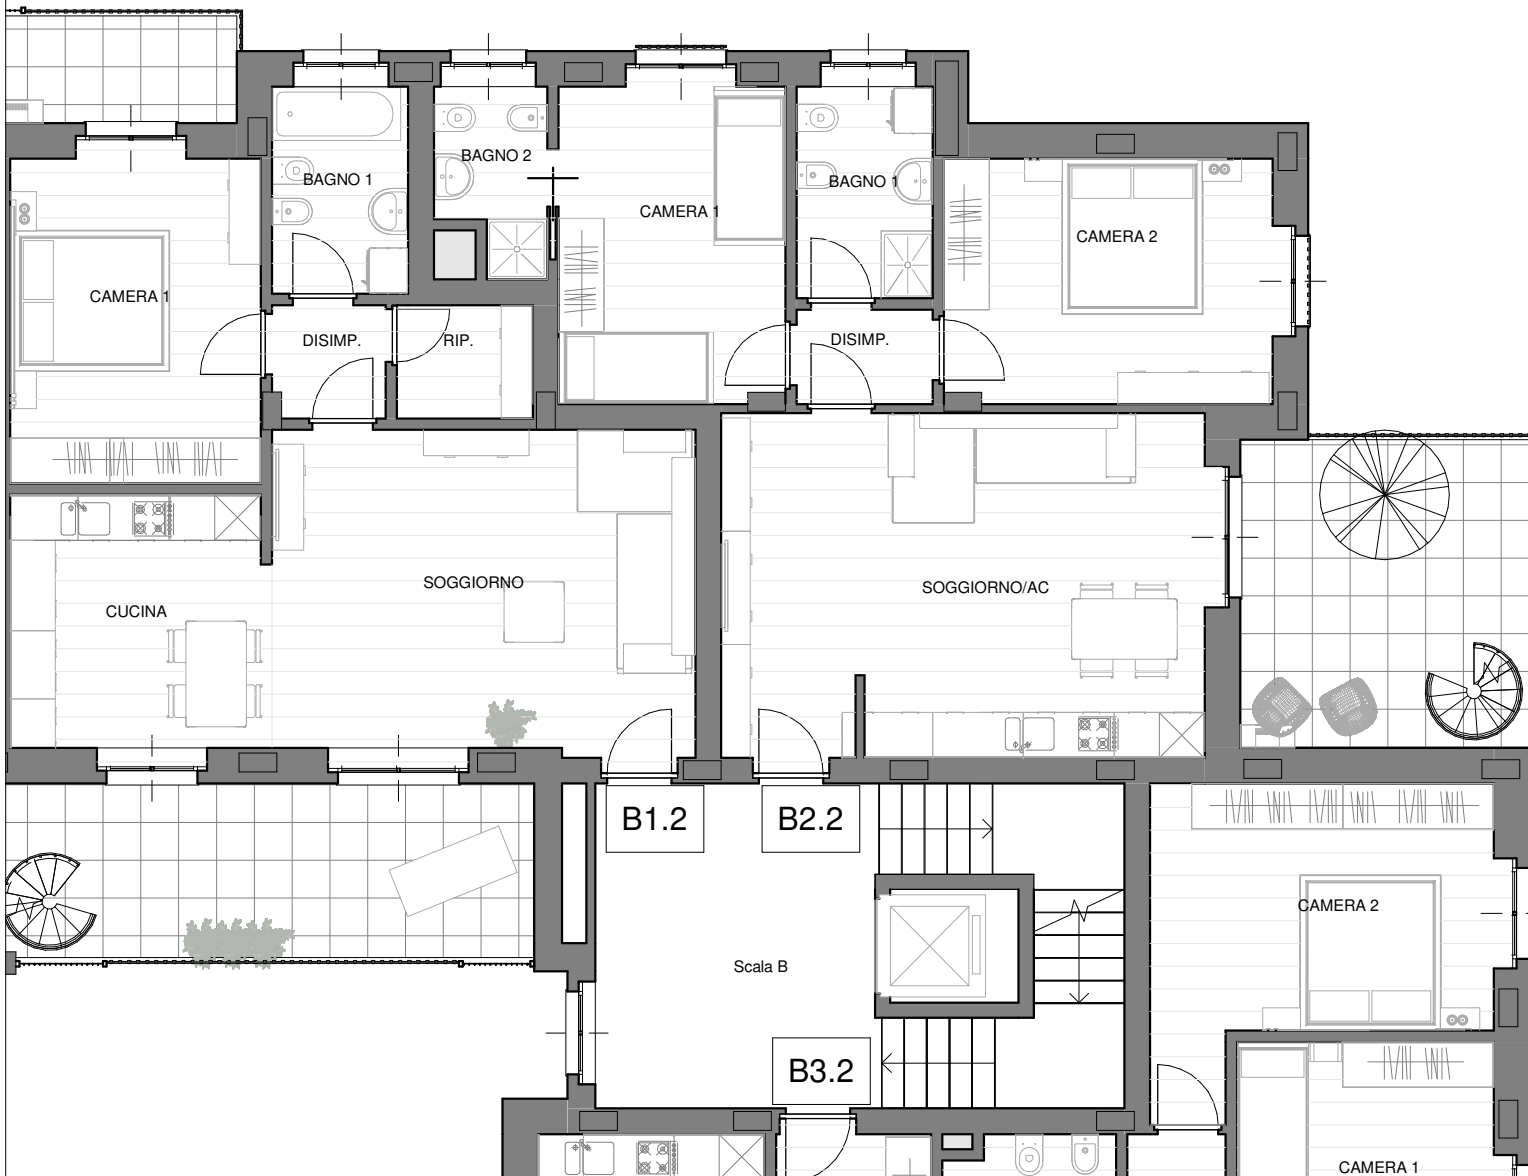 BAGNO 2
BAGNO 1
BAGNO 1
CAMERA 1
CAMERA 2
CAMERA 1
DISIMP.
RIP.
DISIMP.
SOGGIORNO
SOGGIORNO/AC
CUCINA
B1.2
B2.2
CAMERA 2
Scala B
B3.2
CAMERA 1